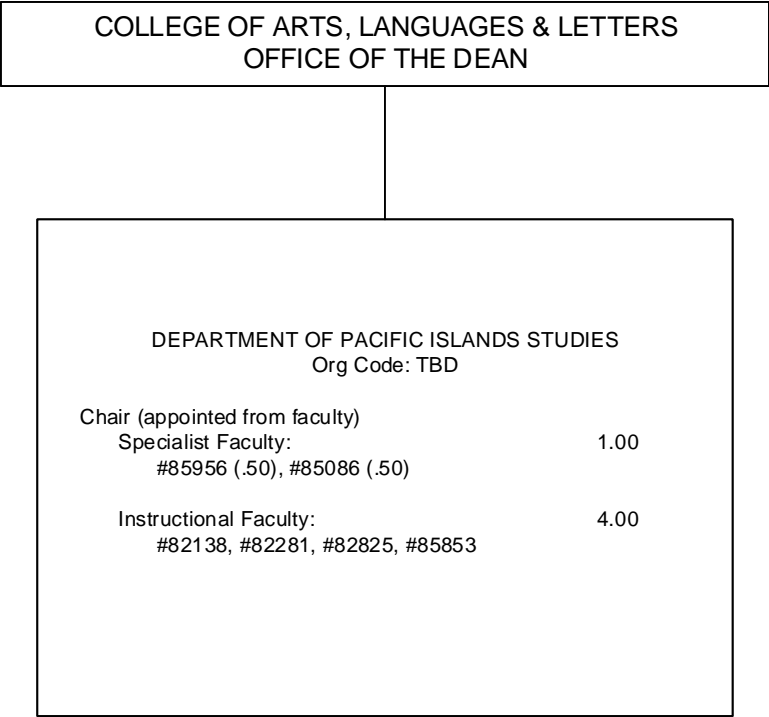 COLLEGE OF ARTS, LANGUAGES & LETTERS
OFFICE OF THE DEAN
DEPARTMENT OF PACIFIC ISLANDS STUDIES
Org Code: TBD
Chair (appointed from faculty)
Specialist Faculty: 1.00
#85956 (.50), #85086 (.50)
Instructional Faculty: 4.00
#82138, #82281, #82825, #85853